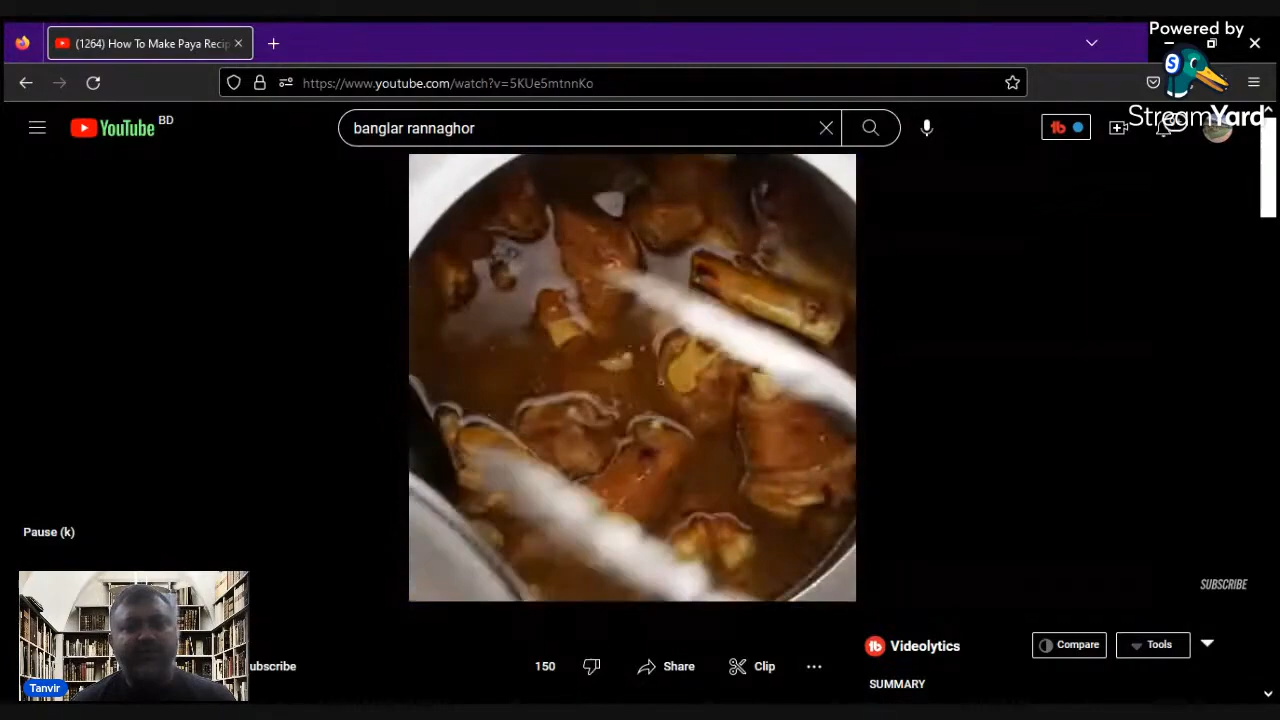 Powered by
StreamYard
(1264) How To Make Paya Recip
https://www.youtube.com/watch?v=5KUe5mtnnKo
YouTube BD
banglar rannaghor
Pause (k)
SUBSCRIBE
Tanvir
ubscribe
150
Share
Clip
Videolytics
Compare
Tools
SUMMARY